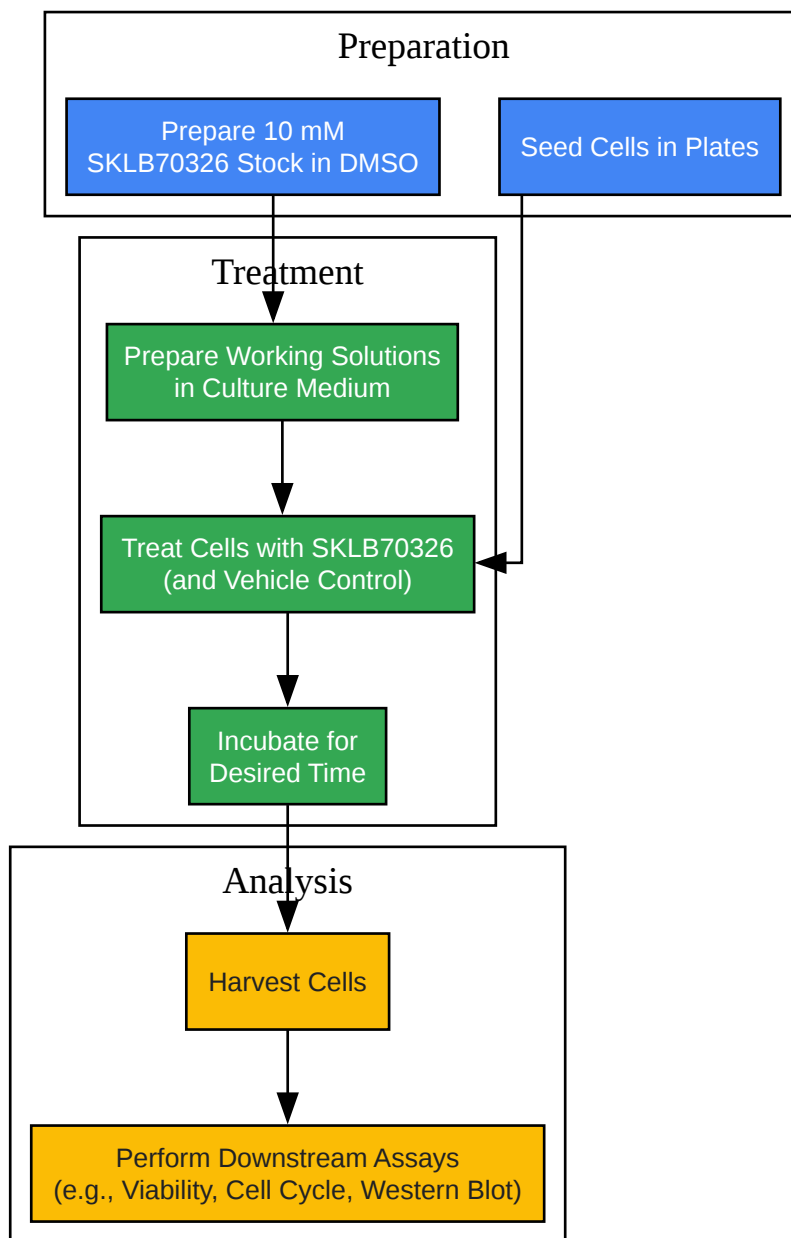 Preparation
Prepare 10 mM
SKLB70326 Stock in DMSO
Seed Cells in Plates
Treatment
Prepare Working Solutions
in Culture Medium
Treat Cells with SKLB70326
(and Vehicle Control)
Incubate for
Desired Time
Analysis
Harvest Cells
Perform Downstream Assays
(e.g., Viability, Cell Cycle, Western Blot)